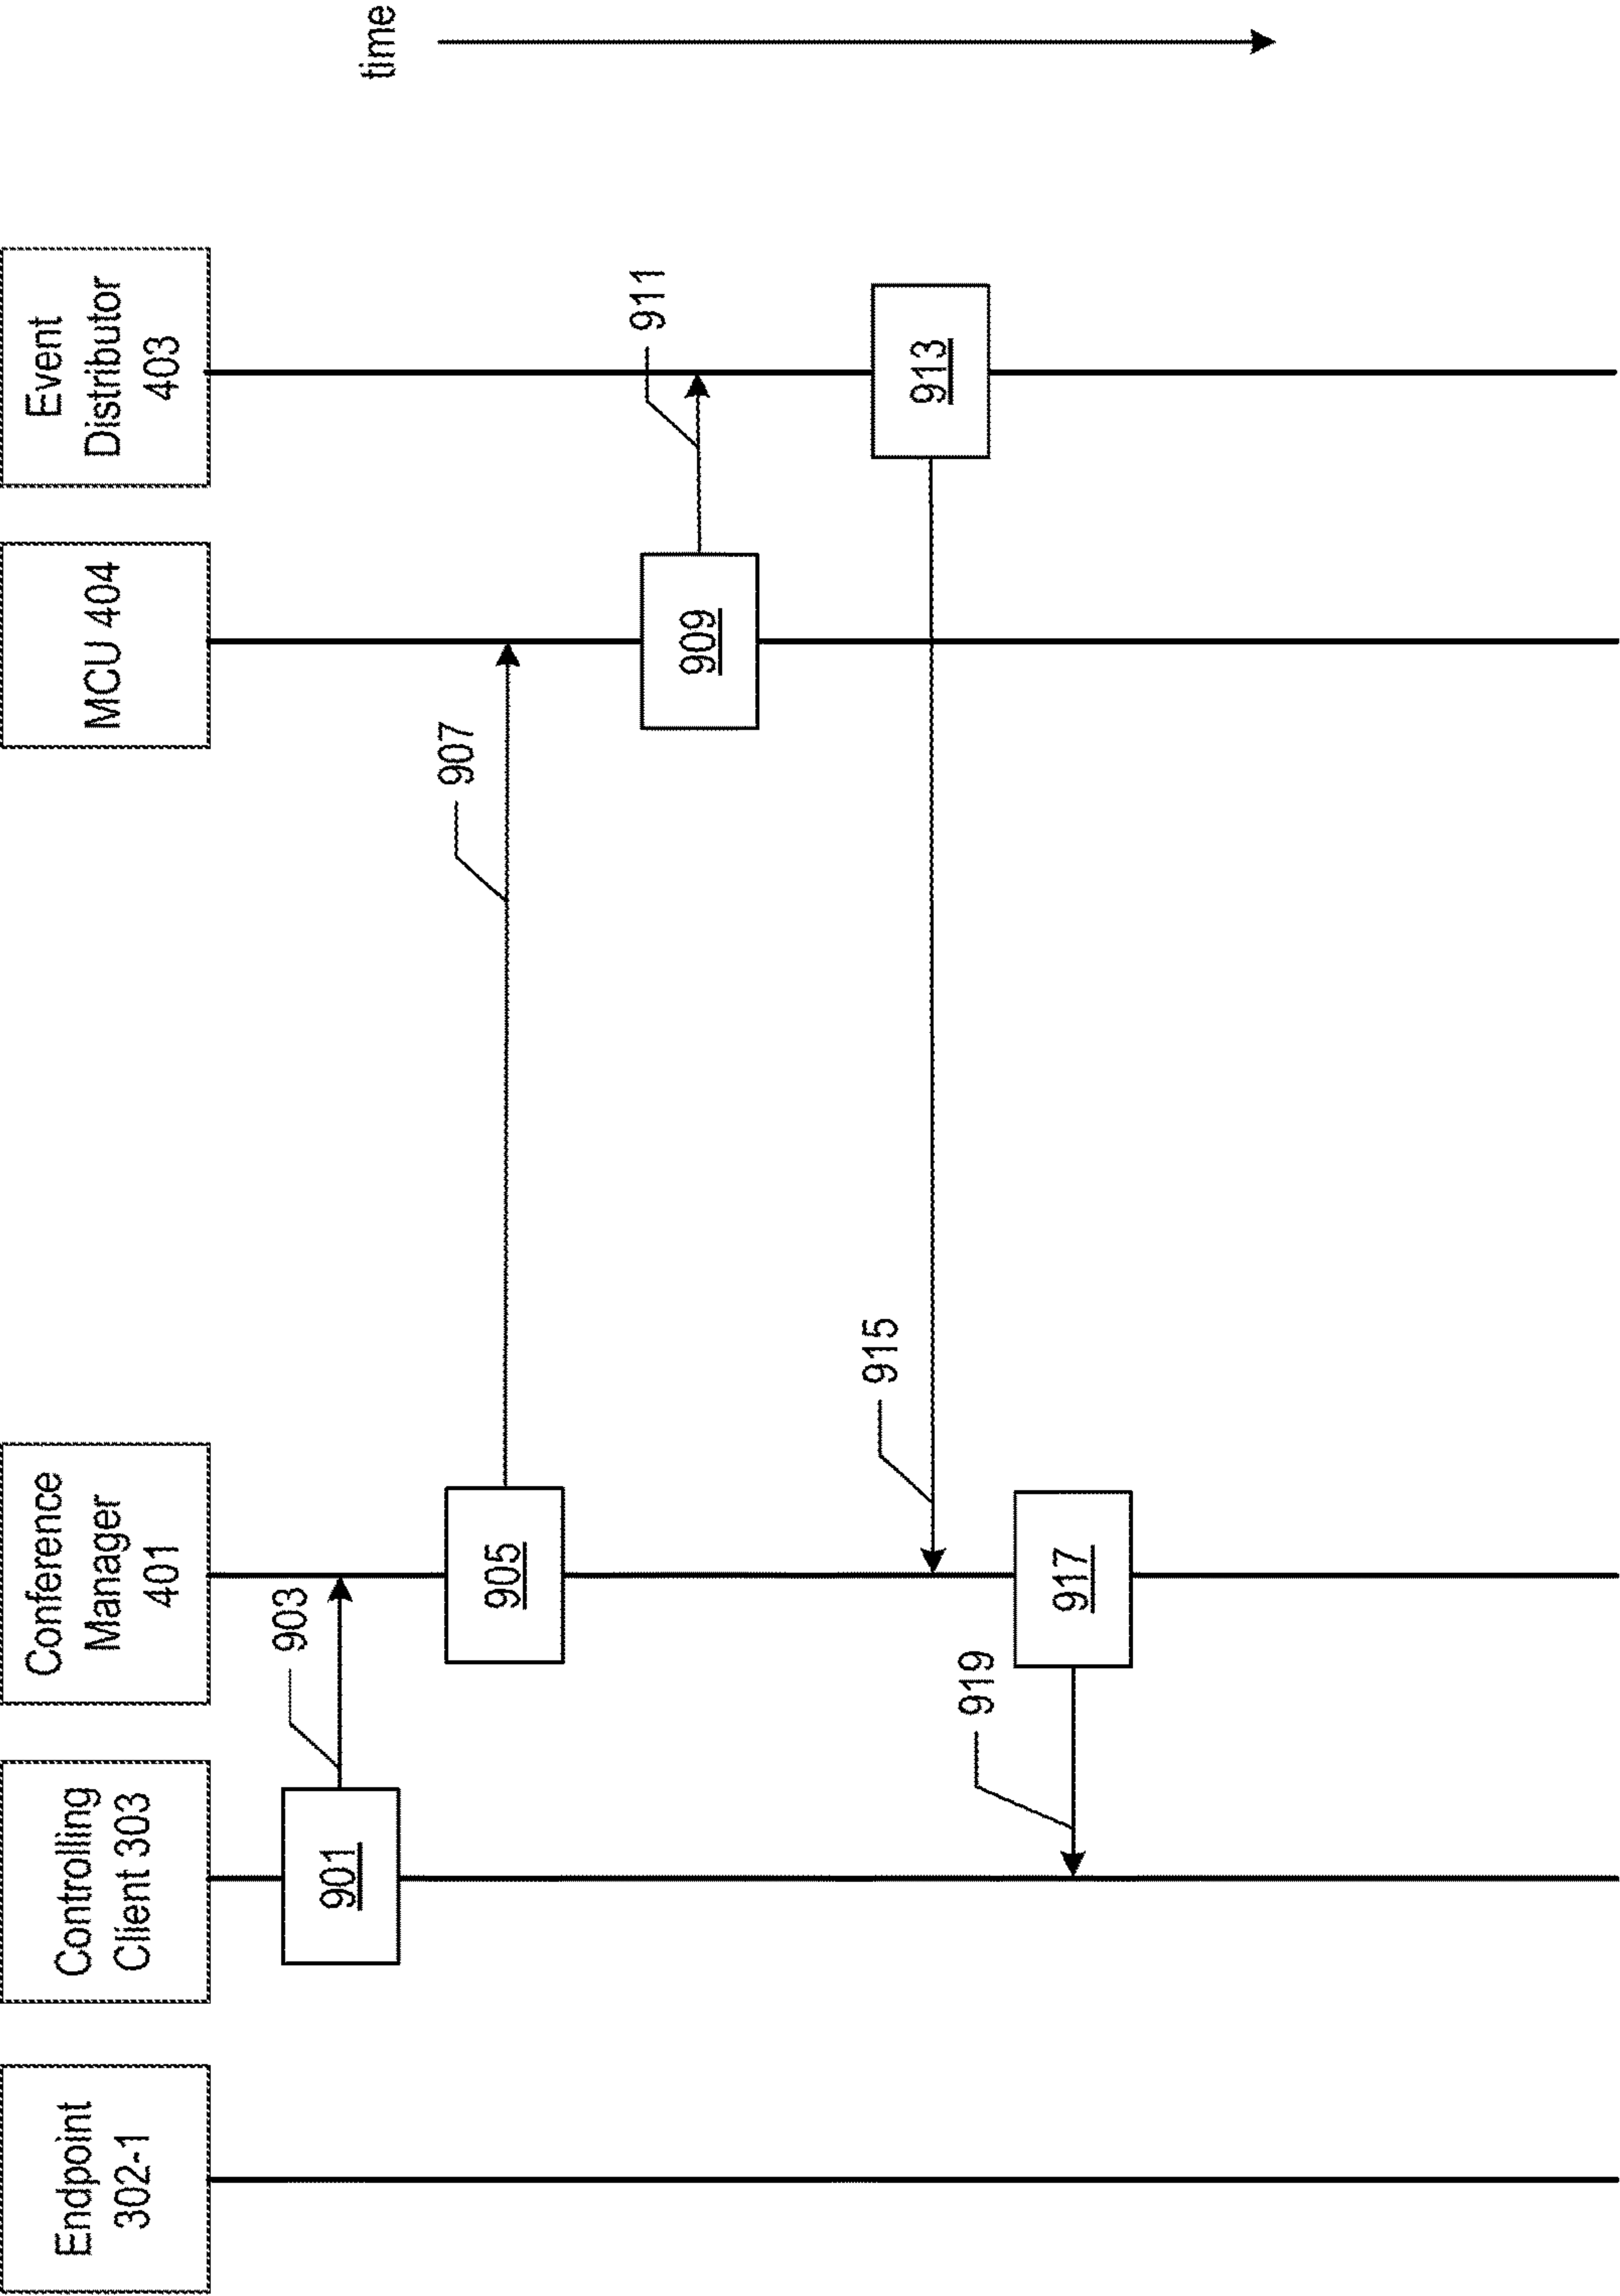 Endpoint
302-1
Controlling
Client 303
Conference
Manager
401
MCU 404
Event
Distributor
403
time
901
903
905
907
909
911
913
915
917
919